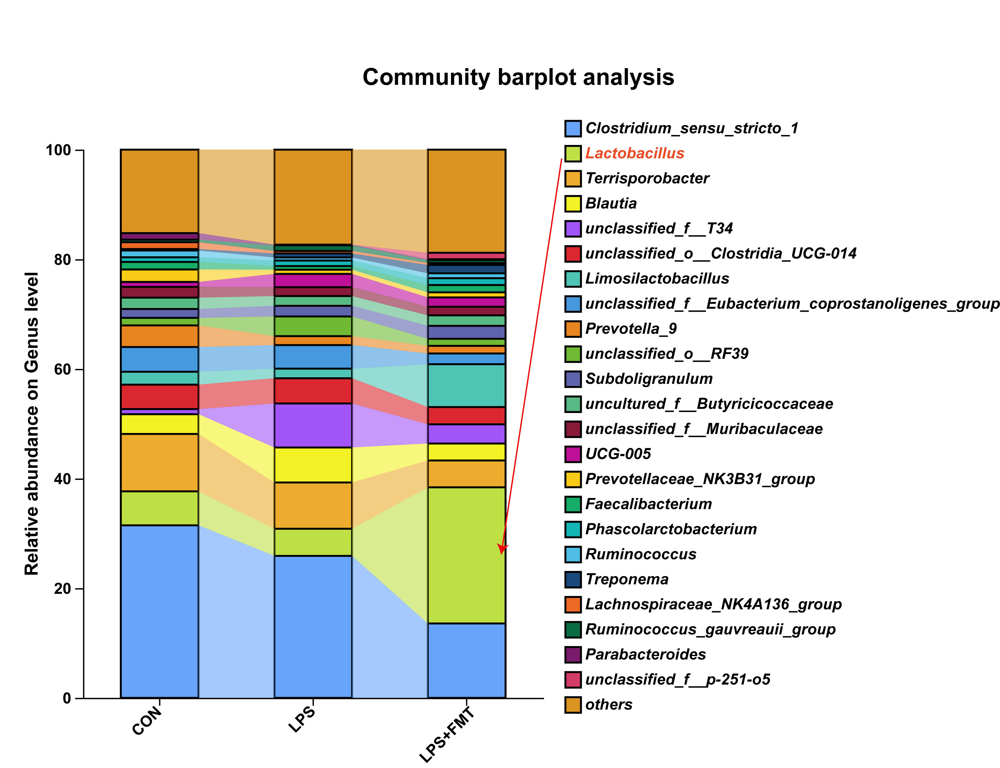 Community barplot analysis
Relative abundance on Genus level
100
80
60
40
20
0
CON
LPS
LPS+FMT
Clostridium_sensu_stricto_1
Lactobacillus
Terrisporobacter
Blautia
unclassified_f__T34
unclassified_o__Clostridia_UCG-014
Limosilactobacillus
unclassified_f__Eubacterium_coprostanoligenes_group
Prevotella_9
unclassified_o__RF39
Subdoligranulum
uncultured_f__Butyricicoccaceae
unclassified_f__Muribaculaceae
UCG-005
Prevotellaceae_NK3B31_group
Faecalibacterium
Phascolarctobacterium
Ruminococcus
Treponema
Lachnospiraceae_NK4A136_group
Ruminococcus_gauvreauii_group
Parabacteroides
unclassified_f__p-251-o5
others